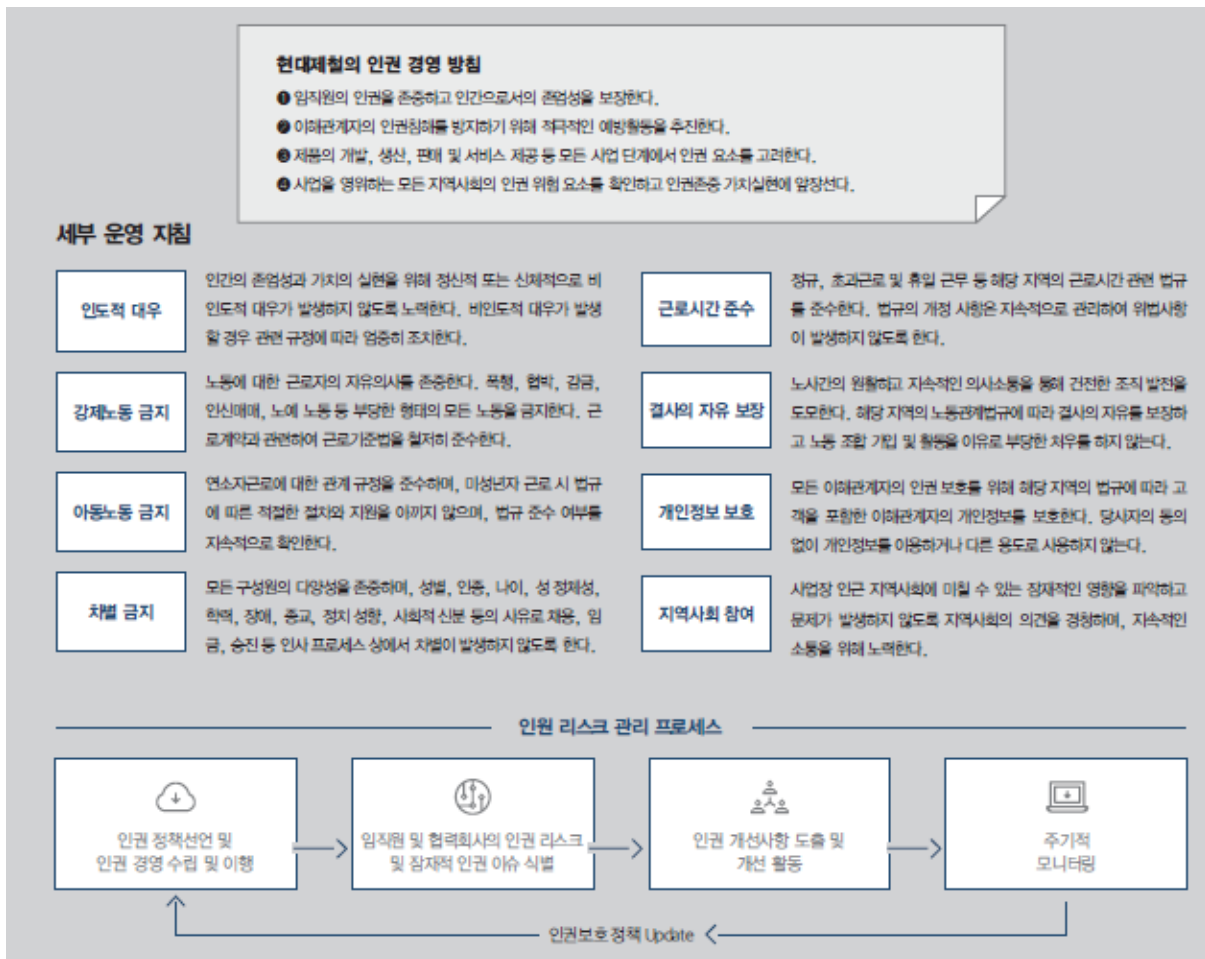 현대제철의 인권 경영 방침
❶ 임직원의 인권을 존중하고 인간으로서의 존엄성을 보장한다.
❷ 이해관계자의 인권침해를 방지하기 위해 적극적인 예방활동을 추진한다.
❸ 제품의 개발, 생산, 판매 및 서비스 제공 등 모든 사업 단계에서 인권 요소를 고려한다.
❹ 사업을 영위하는 모든 지역사회의 인권 위험 요소를 확인하고 인권존중 가치실현에 앞장선다.
세부 운영 지침
인도적 대우
인간의 존엄성과 가치의 실현을 위해 정신적 또는 신체적으로 비
인도적 대우가 발생하지 않도록 노력한다. 비인도적 대우가 발생
할 경우 관련 규정에 따라 엄중히 조치한다.
강제노동 금지
노동에 대한 근로자의 자유의사를 존중한다. 폭행, 협박, 감금,
인신매매, 노예 노동 등 부당한 형태의 모든 노동을 금지한다. 근
로계약과 관련하여 근로기준법을 철저히 준수한다.
아동노동 금지
연소자근로에 대한 관계 규정을 준수하며, 미성년자 근로 시 법규
에 따른 적절한 절차와 지원을 아끼지 않으며, 법규 준수 여부를
지속적으로 확인한다.
차별 금지
모든 구성원의 다양성을 존중하며, 성별, 인종, 나이, 성 정체성,
학력, 장애, 종교, 정치 성향, 사회적 신분 등의 사유로 채용, 임
금, 승진 등 인사 프로세스 상에서 차별이 발생하지 않도록 한다.
근로시간 준수
정규, 초과근로 및 휴일 근무 등 해당 지역의 근로시간 관련 법규
를 준수한다. 법규의 개정 사항은 지속적으로 관리하여 위법사항
이 발생하지 않도록 한다.
결사의 자유 보장
노사간의 원활하고 지속적인 의사소통을 통해 건전한 조직 발전을
도모한다. 해당 지역의 노동관계법규에 따라 결사의 자유를 보장하
고 노동 조합 가입 및 활동을 이유로 부당한 처우를 하지 않는다.
개인정보 보호
모든 이해관계자의 인권 보호를 위해 해당 지역의 법규에 따라 고
객을 포함한 이해관계자의 개인정보를 보호한다. 당사자의 동의
없이 개인정보를 이용하거나 다른 용도로 사용하지 않는다.
지역사회 참여
사업장 인근 지역사회에 미칠 수 있는 잠재적인 영향을 파악하고
문제가 발생하지 않도록 지역사회의 의견을 경청하며, 지속적인
소통을 위해 노력한다.
인원 리스크 관리 프로세스
인권 정책선언 및
인권 경영 수립 및 이행
임직원 및 협력회사의 인권 리스크
및 잠재적 인권 이슈 식별
인권 개선사항 도출 및
개선 활동
주기적
모니터링
인권보호 정책 Update